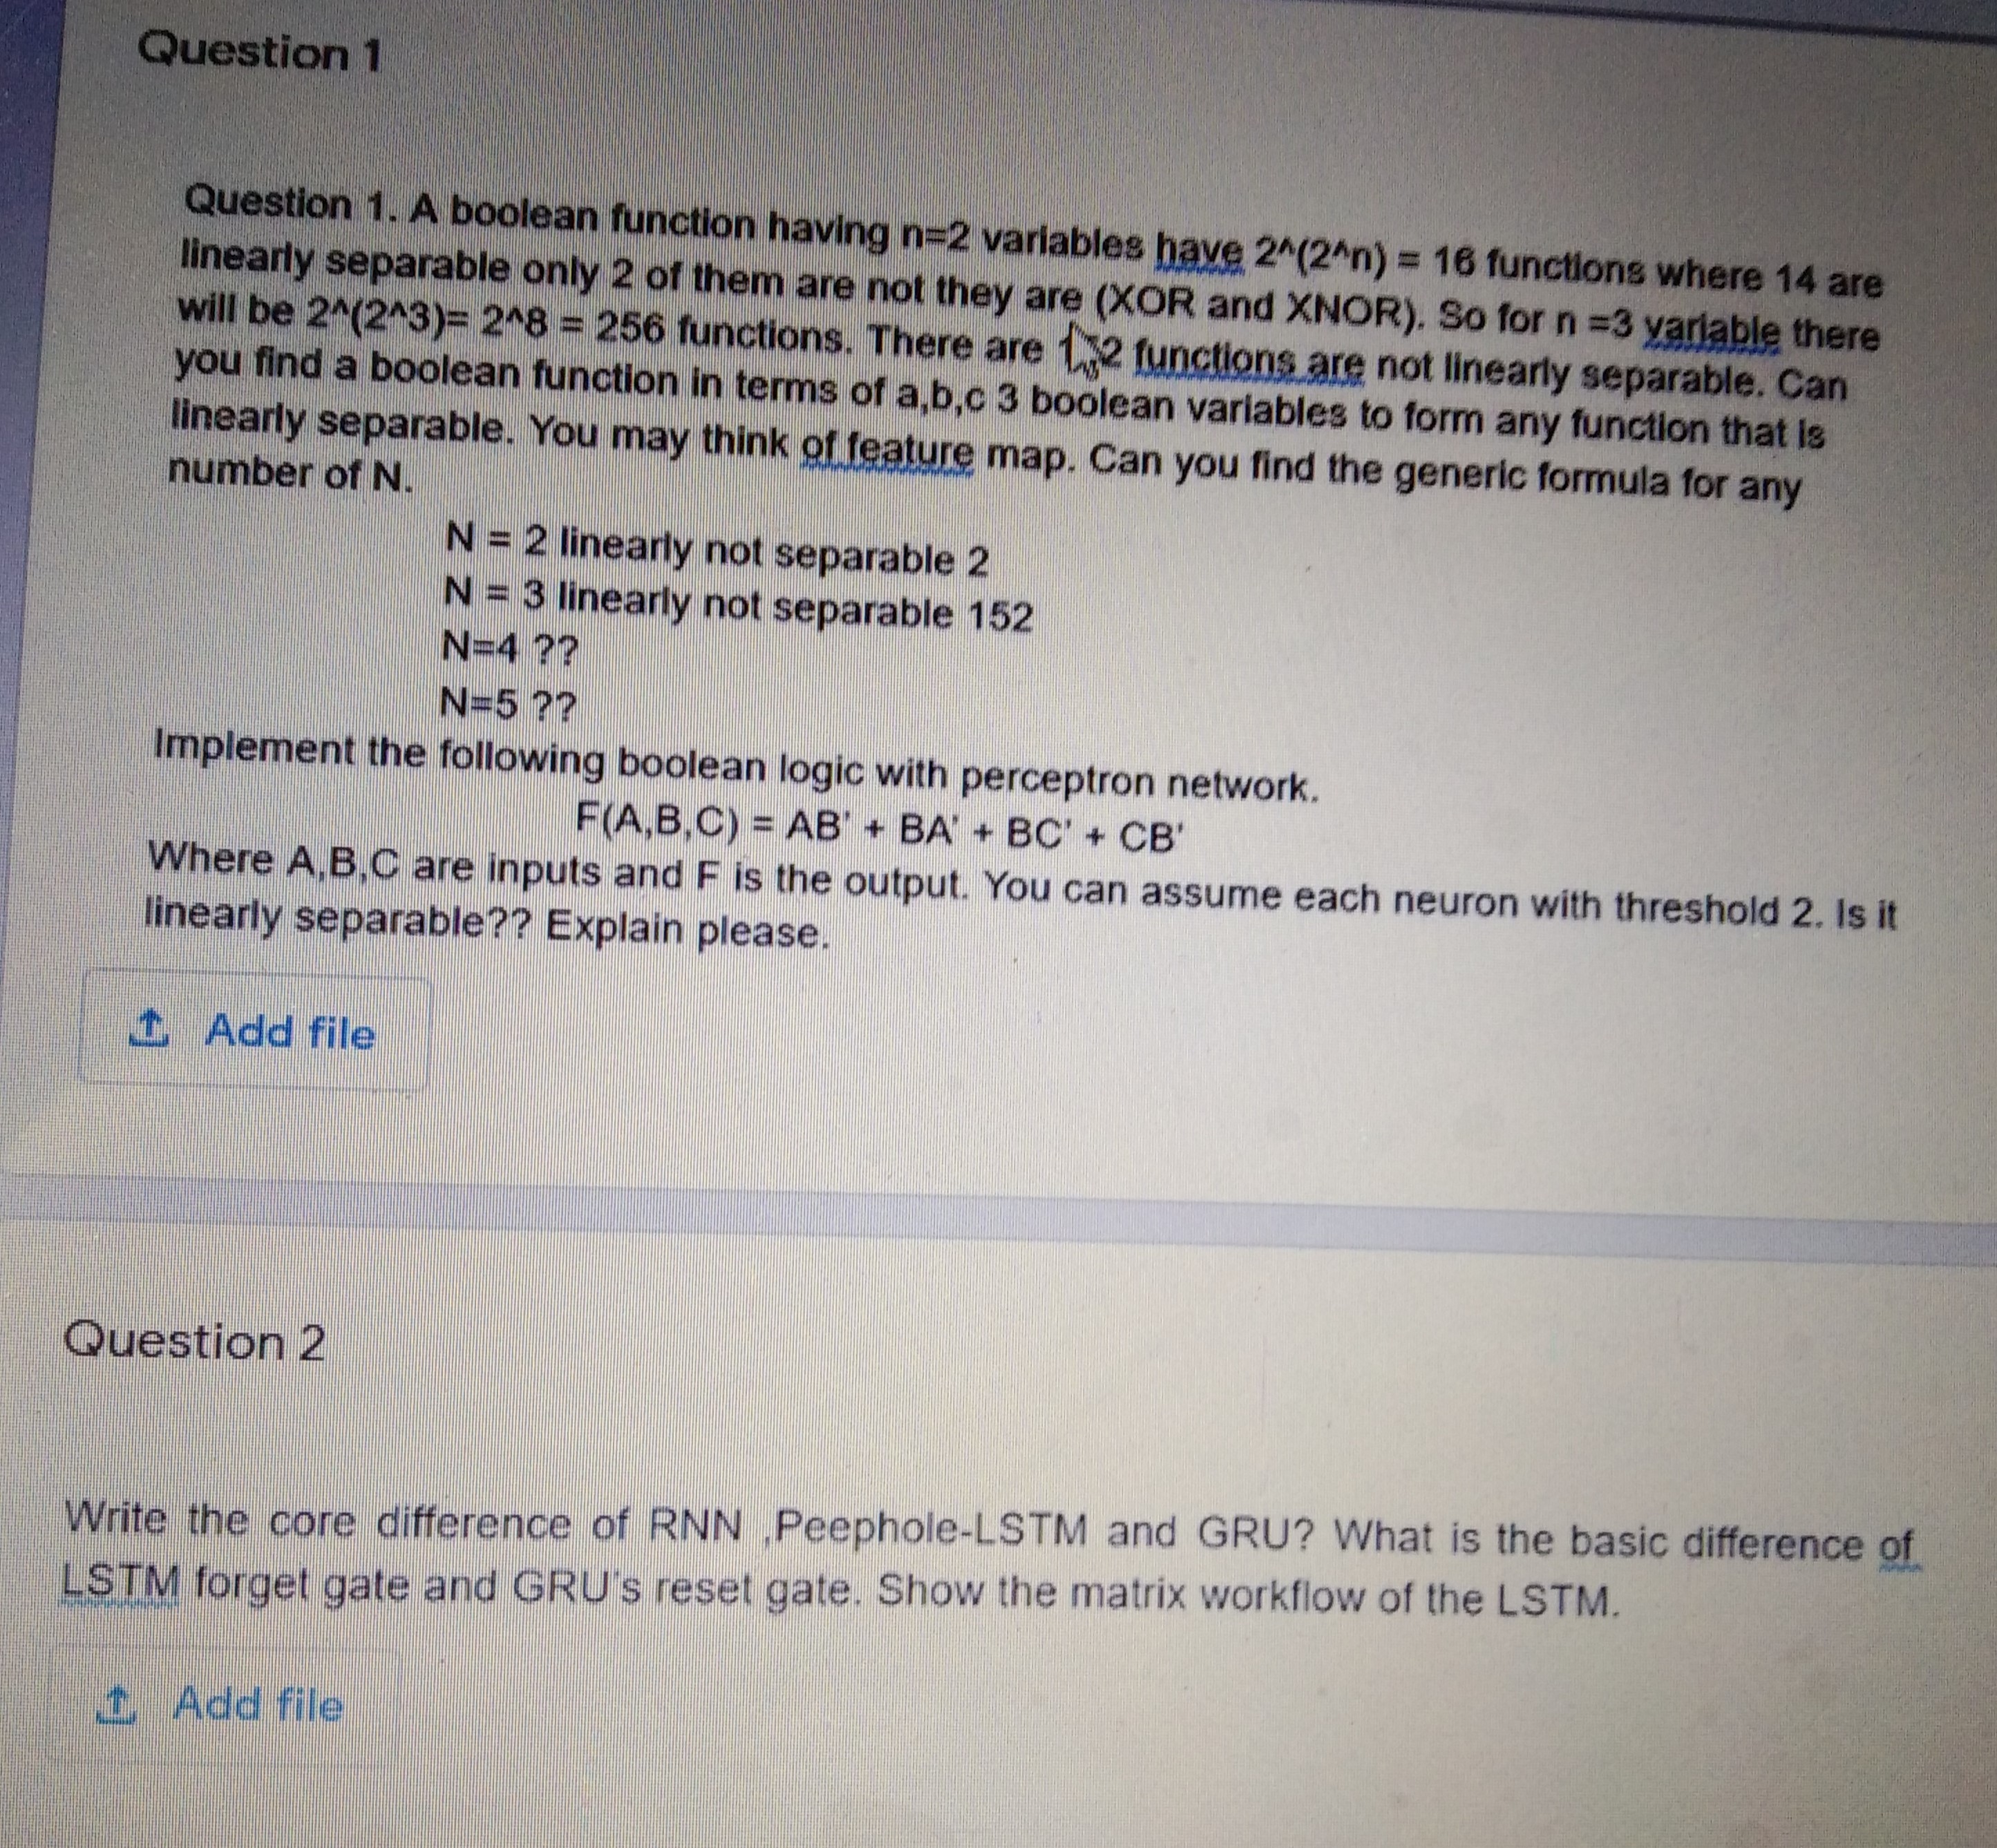 Question 1
Question 1. A boolean function having n=2 variables have 2^(2^n) = 16 functions where 14 are
linearly separable only 2 of them are not they are (XOR and XNOR). So for n =3 variable there
will be 2^(2^3)= 2^8 = 256 functions. There are functions are not linearly separable. Can
you find a boolean function in terms of a,b,c 3 boolean variables to form any function that is
linearly separable. You may think of feature map. Can you find the generic formula for any
number of N.
N = 2 linearly not separable 2
N = 3 linearly not separable 152
N=4 ??
N=5 ??
Implement the following boolean logic with perceptron network.
F(A,B,C) = AB' + BA' + BC' + CB'
Where A,B,C are inputs and F is the output. You can assume each neuron with threshold 2. Is it
linearly separable?? Explain please.
Add file
Question 2
Write the core difference of RNN ,Peephole-LSTM and GRU? What is the basic difference of
LSTM forget gate and GRU's reset gate. Show the matrix workflow of the LSTM.
Add file